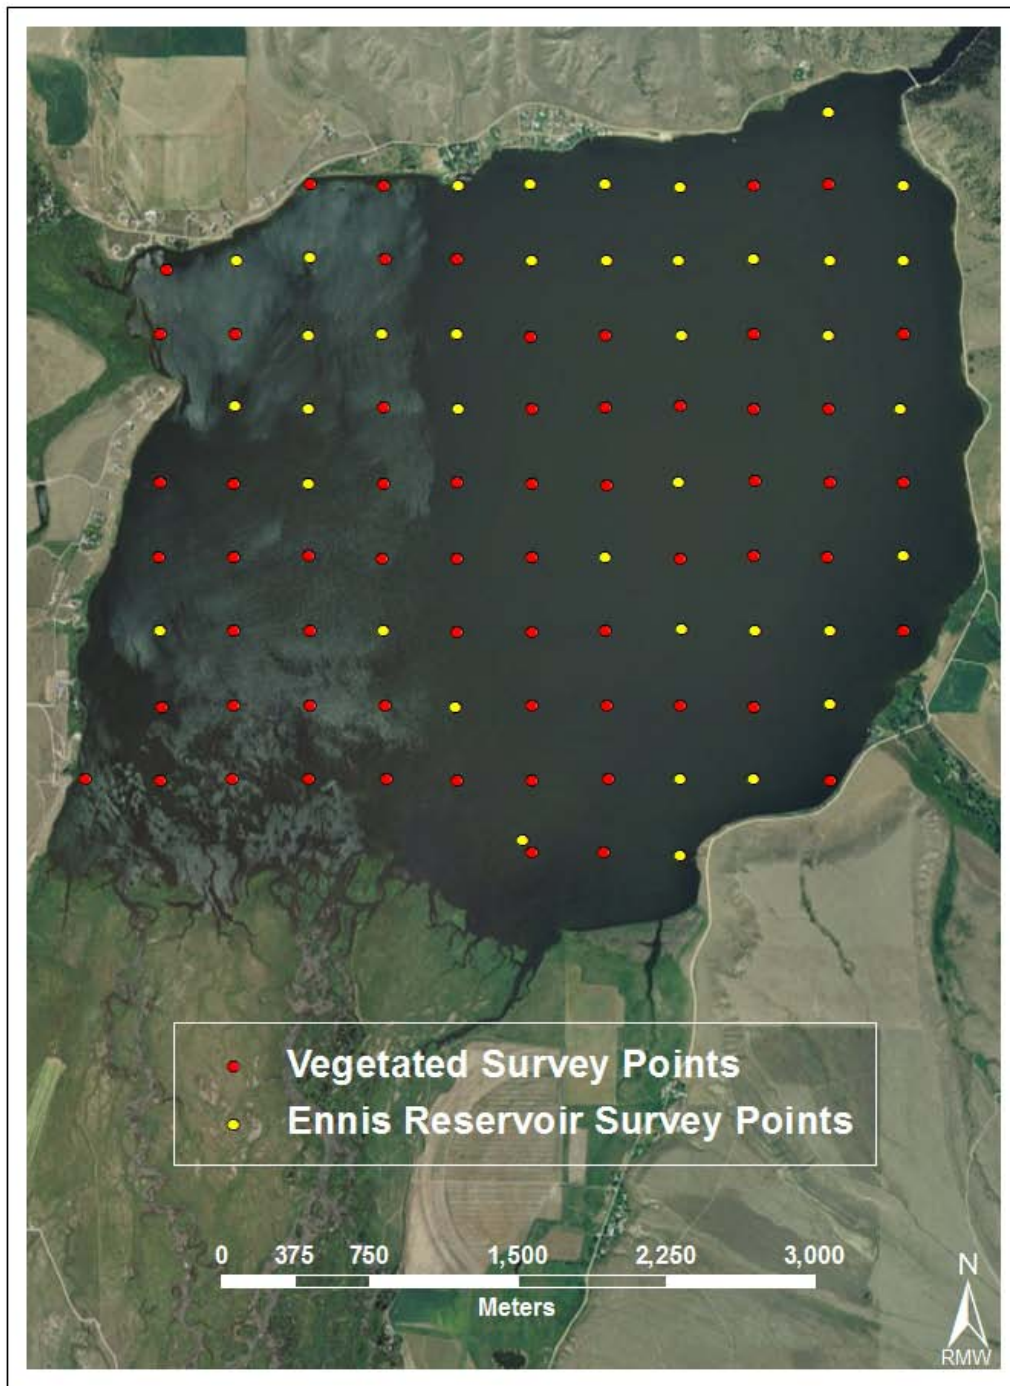 Vegetated Survey Points
Ennis Reservoir Survey Points
0 375 750 1,500 2,250 3,000
Meters
N
RMW